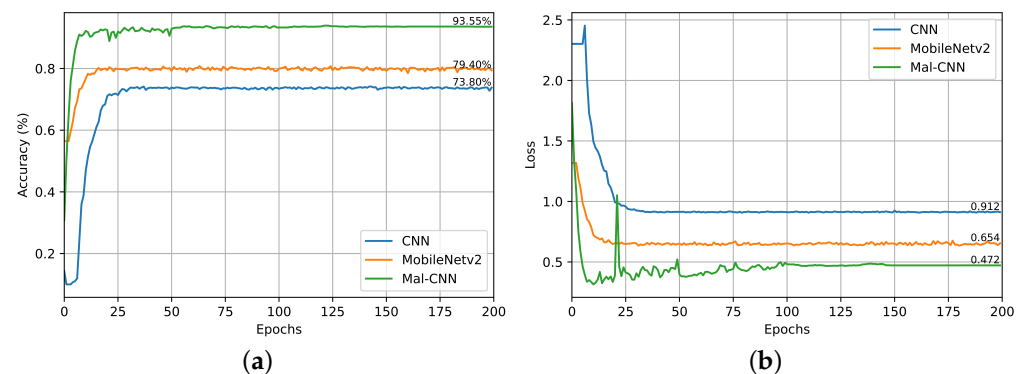 93.55%
79.40%
73.80%
0.8
0.6
0.4
0.2
Accuracy (%)
0 25 50 75 100 125 150 175 200
Epochs
CNN
MobileNetv2
Mal-CNN
(a)
2.5
2.0
1.5
1.0
0.5
Loss
CNN
MobileNetv2
Mal-CNN
0.912
0.654
0.472
0 25 50 75 100 125 150 175 200
Epochs
(b)